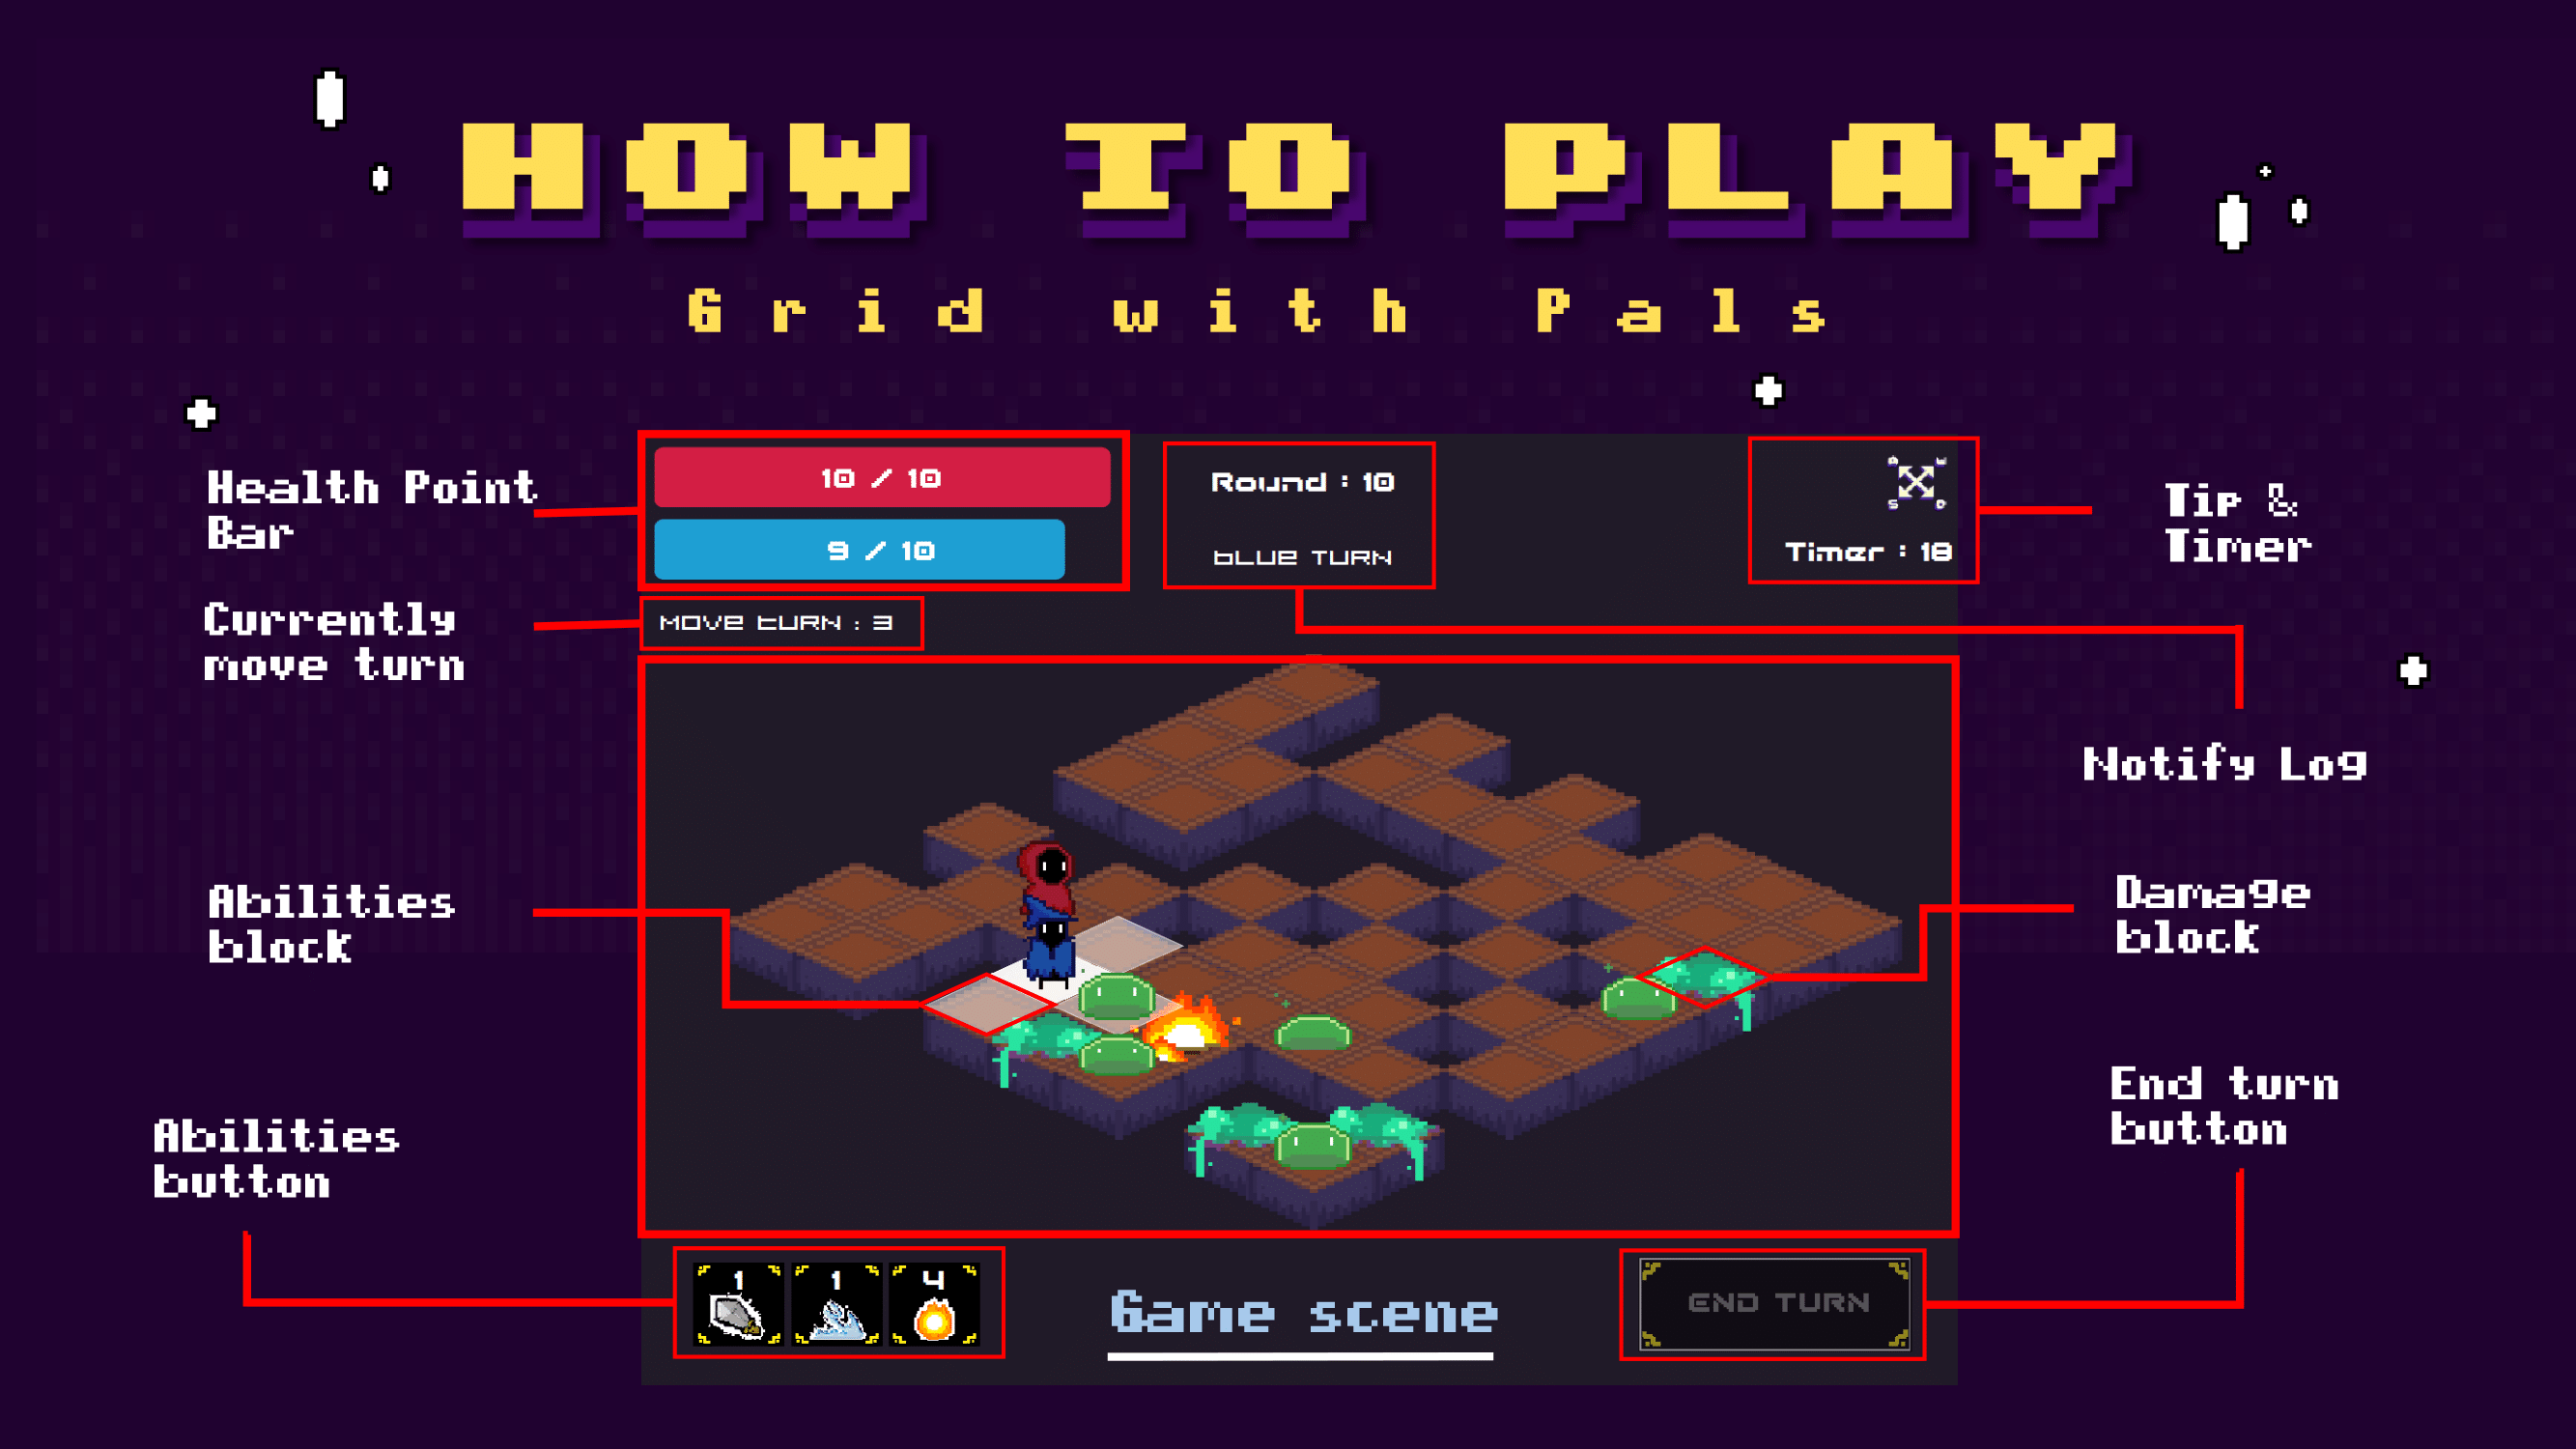 HOW TO PLAY
Grid with Pals
Health Point
Bar
10 / 10
9 / 10
Round : 10
BLUE TURN
A W
S D
Timer : 18
Tip &
Timer
Currently
move turn
MOVE TURN : 3
Notify Log
Abilities
block
Damage
block
Abilities
button
End turn
button
1 1 4
Game scene
END TURN